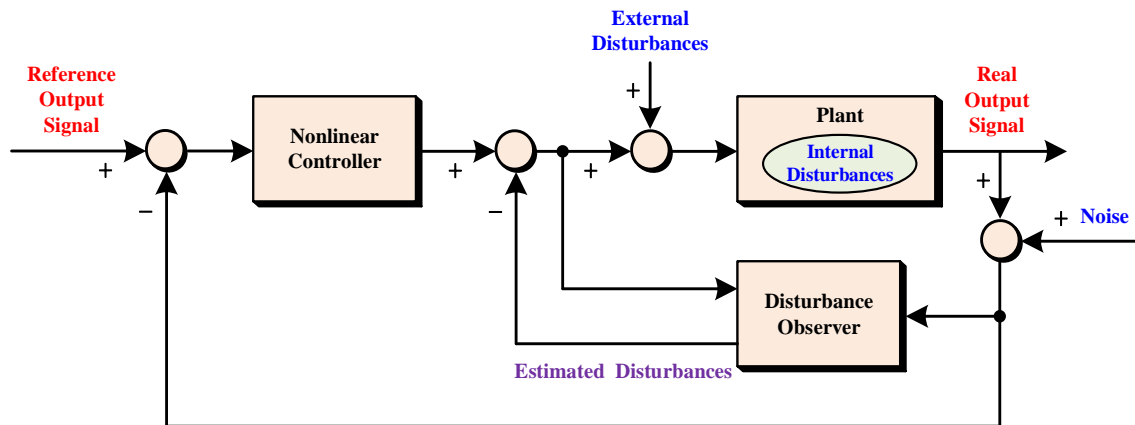 External
Disturbances
Reference
Output
Signal
Nonlinear
Controller
Plant
Internal
Disturbances
Real
Output
Signal
+
−
+
−
+
+
+
+
Noise
Disturbance
Observer
Estimated Disturbances